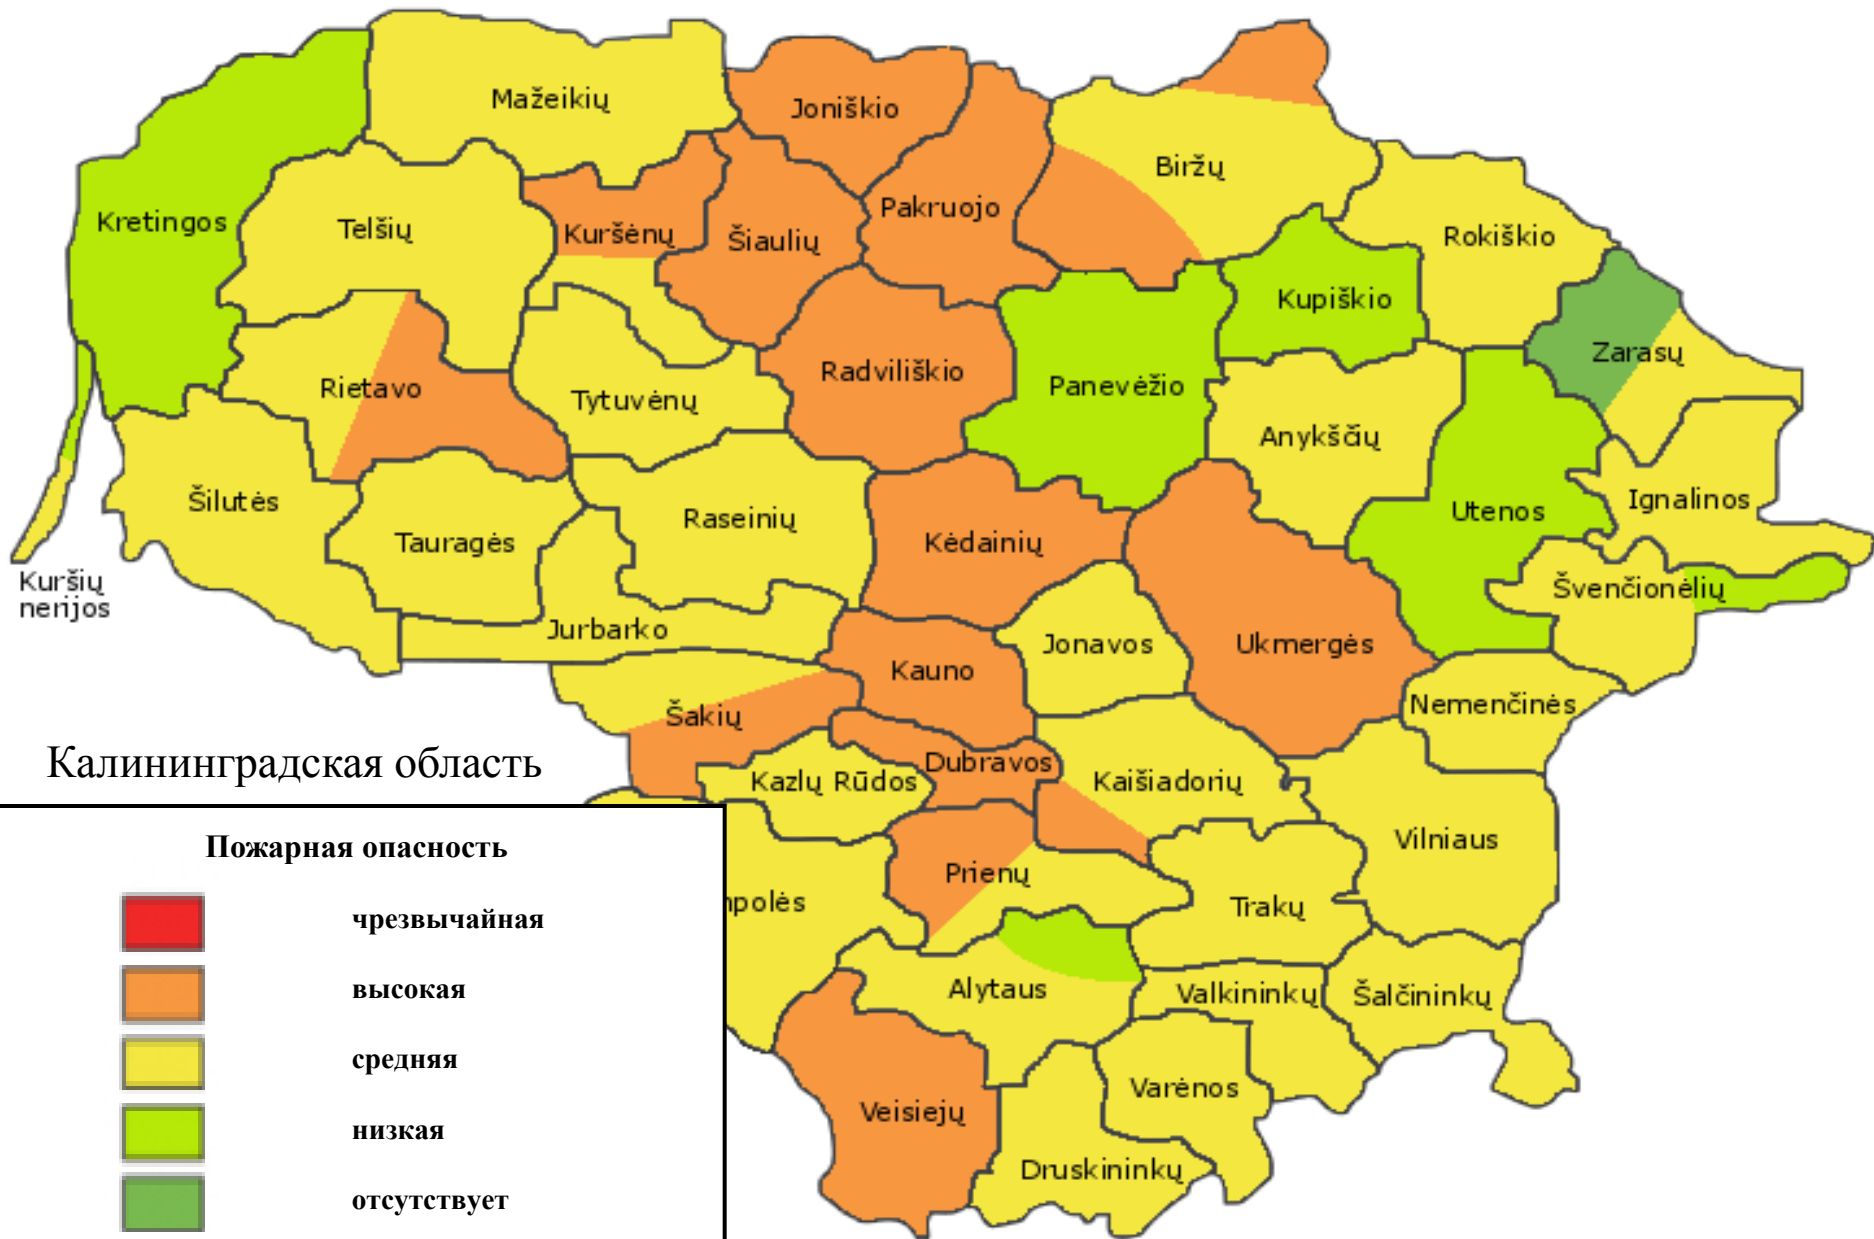 Mažeikių
Joniškio
Biržų
Kretingos
Telšių
Kuršėnų
Šiaulių
Pakruojo
Rokiškio
Kupiškio
Zarasų
Rietavo
Tytuvėnų
Radviliškio
Panevėžio
Anykščių
Šilutės
Tauragės
Raseinių
Kėdainių
Utenos
Ignalinos
Kuršių
nerijos
Švenčionėlių
Jurbarko
Kauno
Jonavos
Ukmergės
Nemenčinės
Šakių
Калининградская область
Kazlų Rūdos
Dubravos
Kaišiadorių
Vilniaus
Prienų
Trakų
npolės
Alytaus
Valkininkų
Šalčininkų
Veisiejų
Varėnos
Druskininkų
Пожарная опасность
чрезвычайная
высокая
средняя
низкая
отсутствует